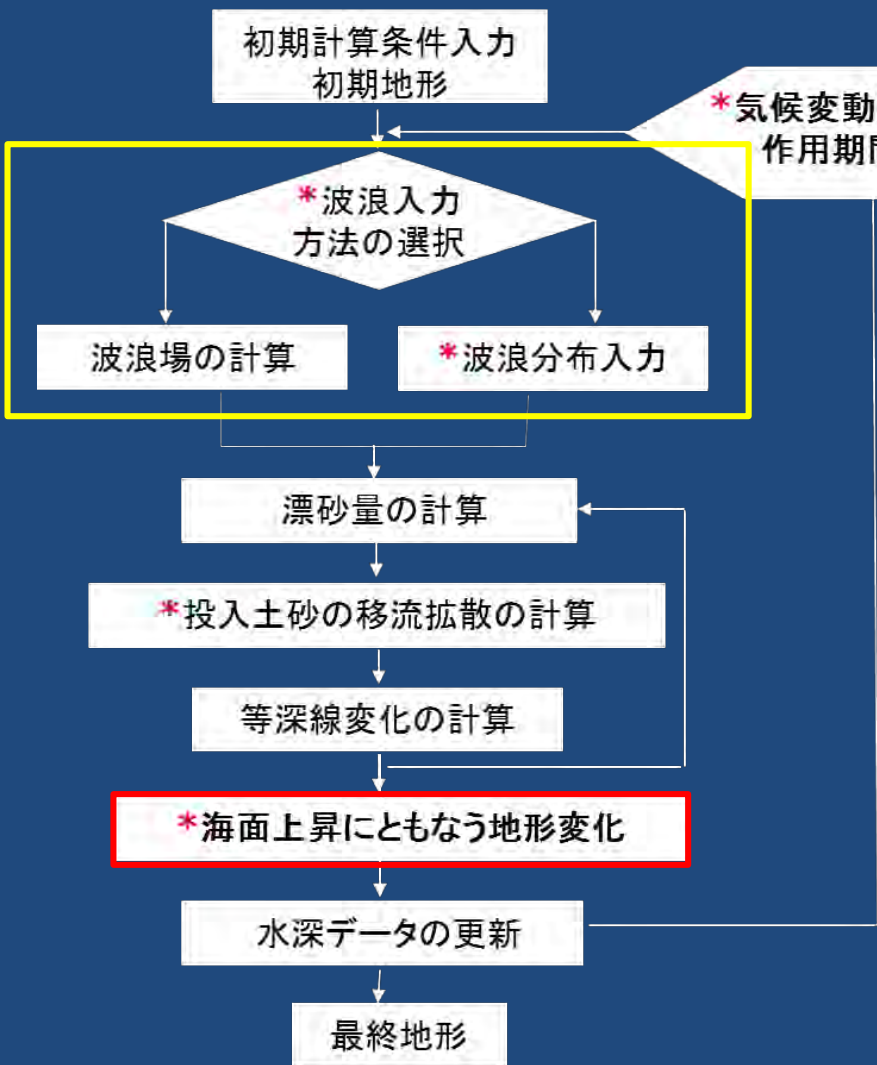 初期計算条件入力
初期地形
*気候変動
作用期
*波浪入力
方法の選択
波浪場の計算
*波浪分布入力
漂砂量の計算
*投入土砂の移流拡散の計算
等深線変化の計算
*海面上昇にともなう地形変化
水深データの更新
最終地形